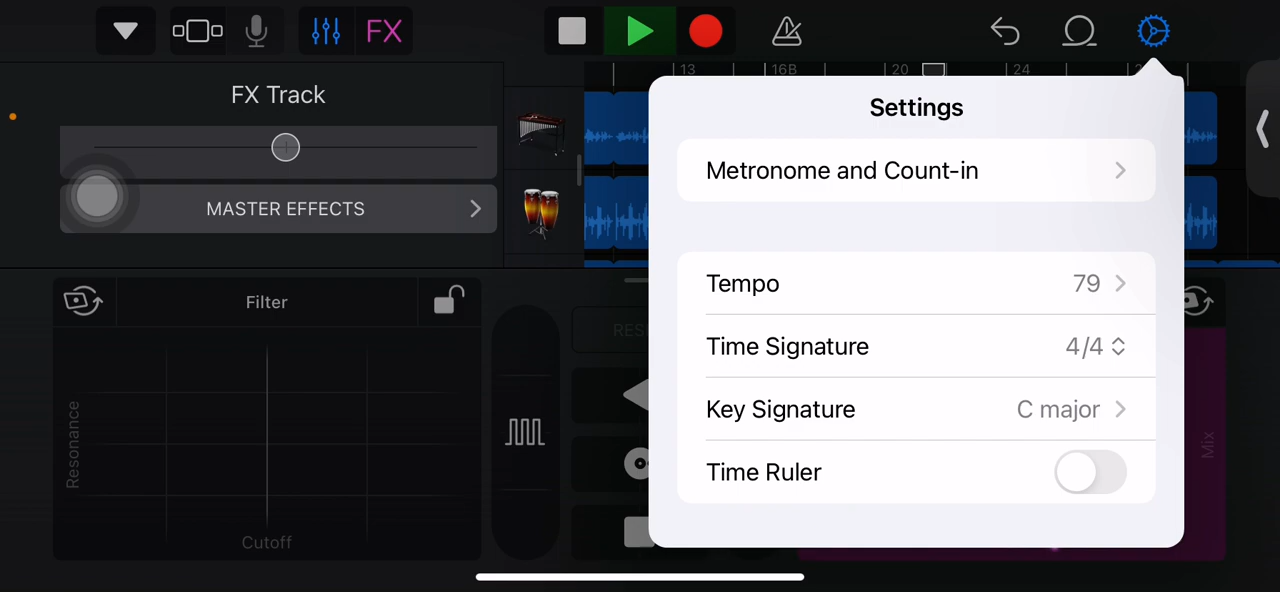 FX
13
16B
20
24
FX Track
MASTER EFFECTS
Settings
Metronome and Count-in
Tempo 79
Time Signature 4/4
Key Signature C major
Time Ruler
Filter
Resonance
Cutoff
Mix